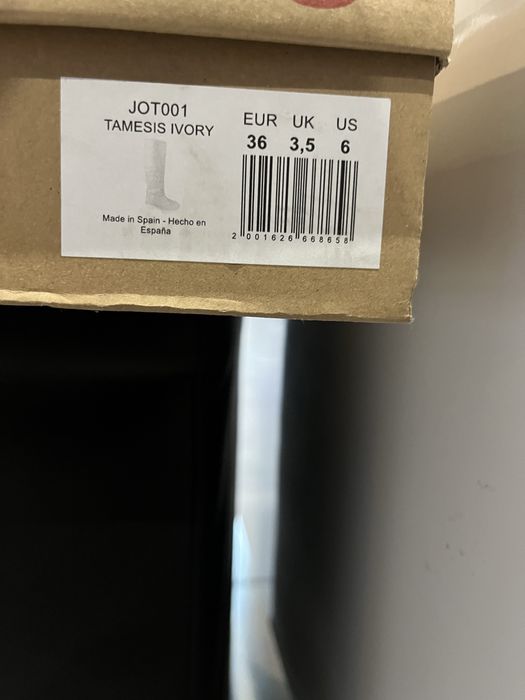 JOT001
TAMESIS IVORY
Made in Spain - Hecho en
España
EUR UK US
36 3,5 6
2 001626 668658